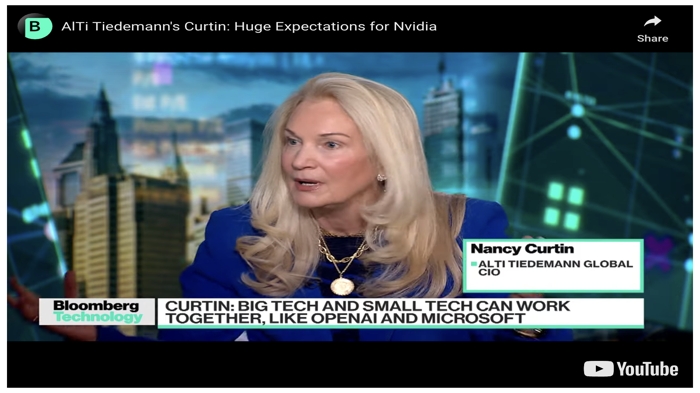 B
AlTi Tiedemann's Curtin: Huge Expectations for Nvidia
Share
Nancy Curtin
ALTI TIEDEMANN GLOBAL
CIO
Bloomberg
Technology
CURTIN: BIG TECH AND SMALL TECH CAN WORK
TOGETHER, LIKE OPENAI AND MICROSOFT
YouTube